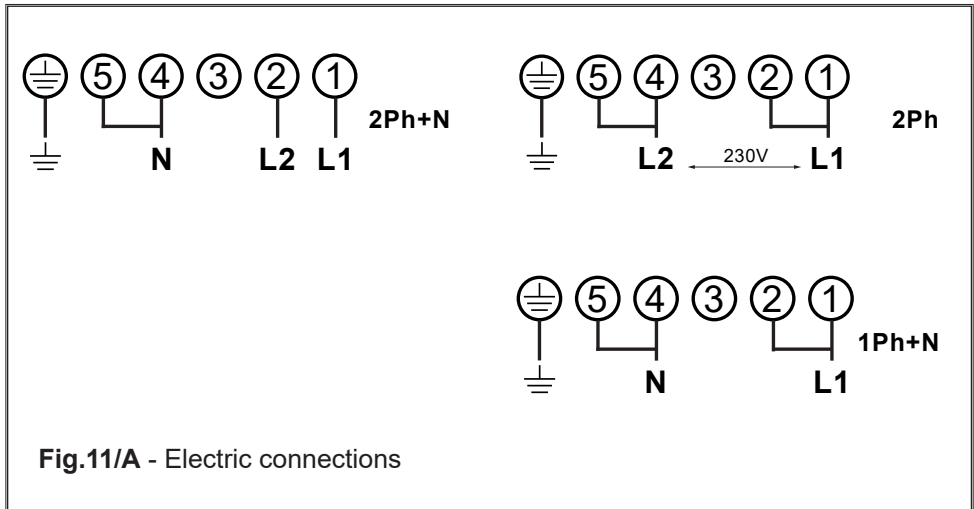 5 4 3 2 1
2Ph+N
N L2 L1
5 4 3 2 1
2Ph
L2 230V L1
5 4 3 2 1
1Ph+N
N L1
Fig.11/A - Electric connections